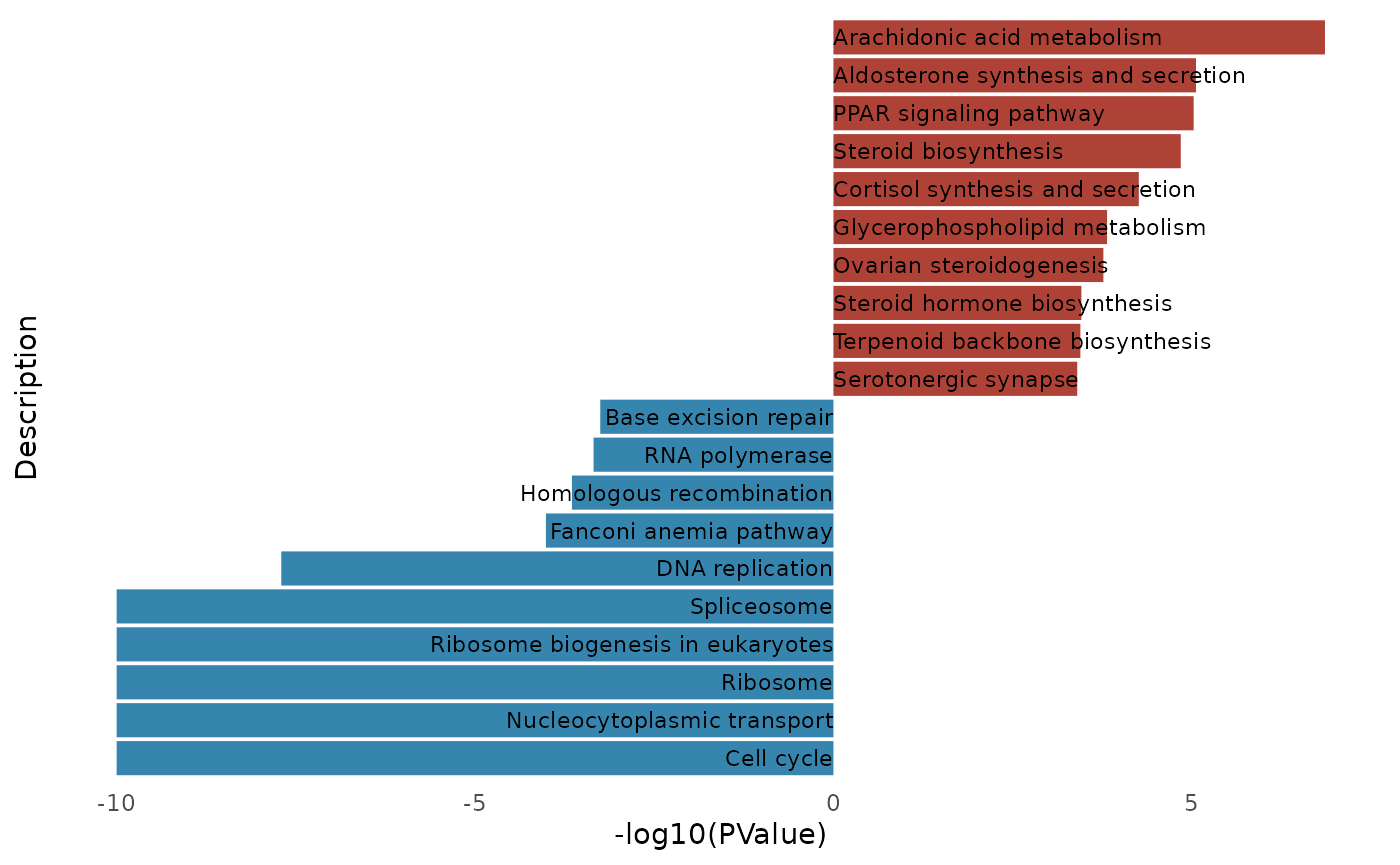 Arachidonic acid metabolism
Aldosterone synthesis and secretion
PPAR signaling pathway
Steroid biosynthesis
Cortisol synthesis and secretion
Glycerophospholipid metabolism
Ovarian steroidogenesis
Steroid hormone biosynthesis
Terpenoid backbone biosynthesis
Serotonergic synapse
Base excision repair
RNA polymerase
Homologous recombination
Fanconi anemia pathway
DNA replication
Spliceosome
Ribosome biogenesis in eukaryotes
Ribosome
Nucleocytoplasmic transport
Cell cycle
Description
-10 -5 0 5
-log10(PValue)